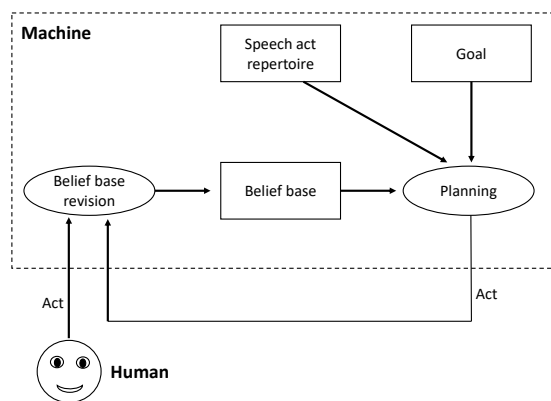 Machine
Speech act
repertoire
Goal
Belief base
revision
Belief base
Planning
Act
Act
Human